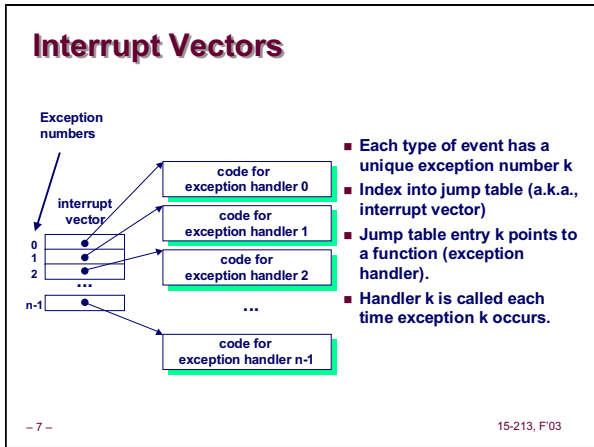 Interrupt Vectors
Exception
numbers
interrupt
vector
0
1
2
...
n-1
code for
exception handler 0
code for
exception handler 1
code for
exception handler 2
...
code for
exception handler n-1
■ Each type of event has a
unique exception number k
■ Index into jump table (a.k.a.,
interrupt vector)
■ Jump table entry k points to
a function (exception
handler).
■ Handler k is called each
time exception k occurs.
– 7 –
15-213, F'03